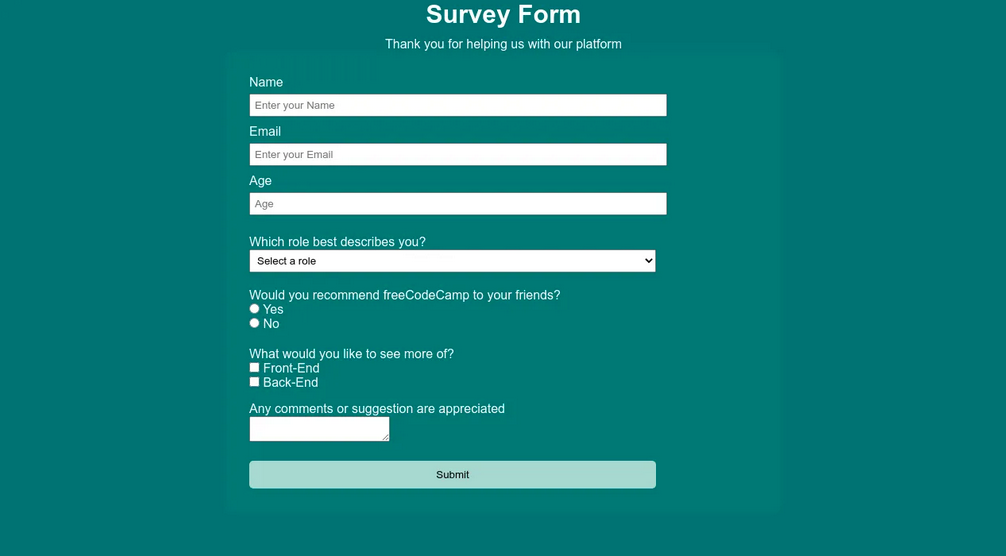 Survey Form
Thank you for helping us with our platform
Name
Enter your Name
Email
Enter your Email
Age
Age
Which role best describes you?
Select a role
Would you recommend freeCodeCamp to your friends?
Yes
No
What would you like to see more of?
Front-End
Back-End
Any comments or suggestion are appreciated
Submit